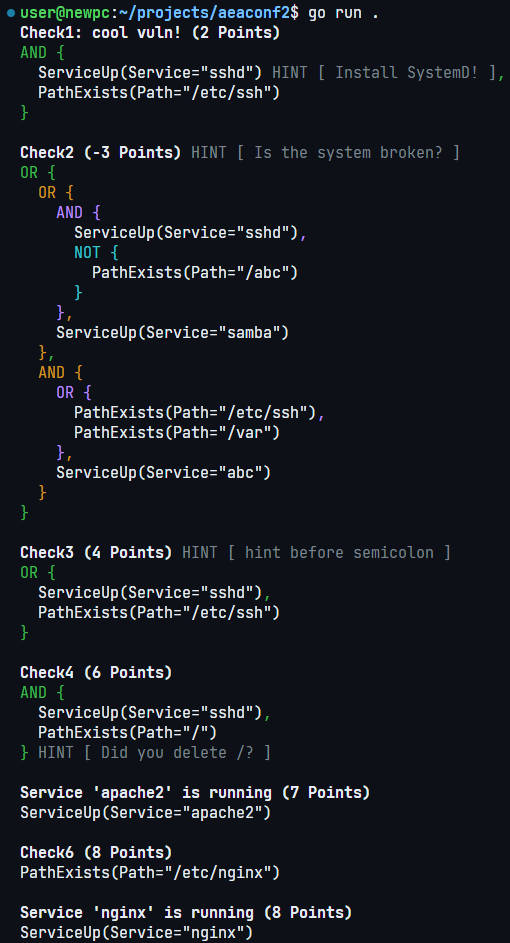 user@newpc:~/projects/aeaconf2$ go run .
Check1: cool vuln! (2 Points)
AND {
  ServiceUp(Service="sshd") HINT [ Install SystemD! ],
  PathExists(Path="/etc/ssh")
}

Check2 (-3 Points) HINT [ Is the system broken? ]
OR {
  OR {
    AND {
      ServiceUp(Service="sshd"),
      NOT {
        PathExists(Path="/abc")
      }
    },
    ServiceUp(Service="samba")
  },
  AND {
    OR {
      PathExists(Path="/etc/ssh"),
      PathExists(Path="/var")
    },
    ServiceUp(Service="abc")
  }
}

Check3 (4 Points) HINT [ hint before semicolon ]
OR {
  ServiceUp(Service="sshd"),
  PathExists(Path="/etc/ssh")
}

Check4 (6 Points)
AND {
  ServiceUp(Service="sshd"),
  PathExists(Path="/")
} HINT [ Did you delete /? ]

Service 'apache2' is running (7 Points)
ServiceUp(Service="apache2")

Check6 (8 Points)
PathExists(Path="/etc/nginx")

Service 'nginx' is running (8 Points)
ServiceUp(Service="nginx")